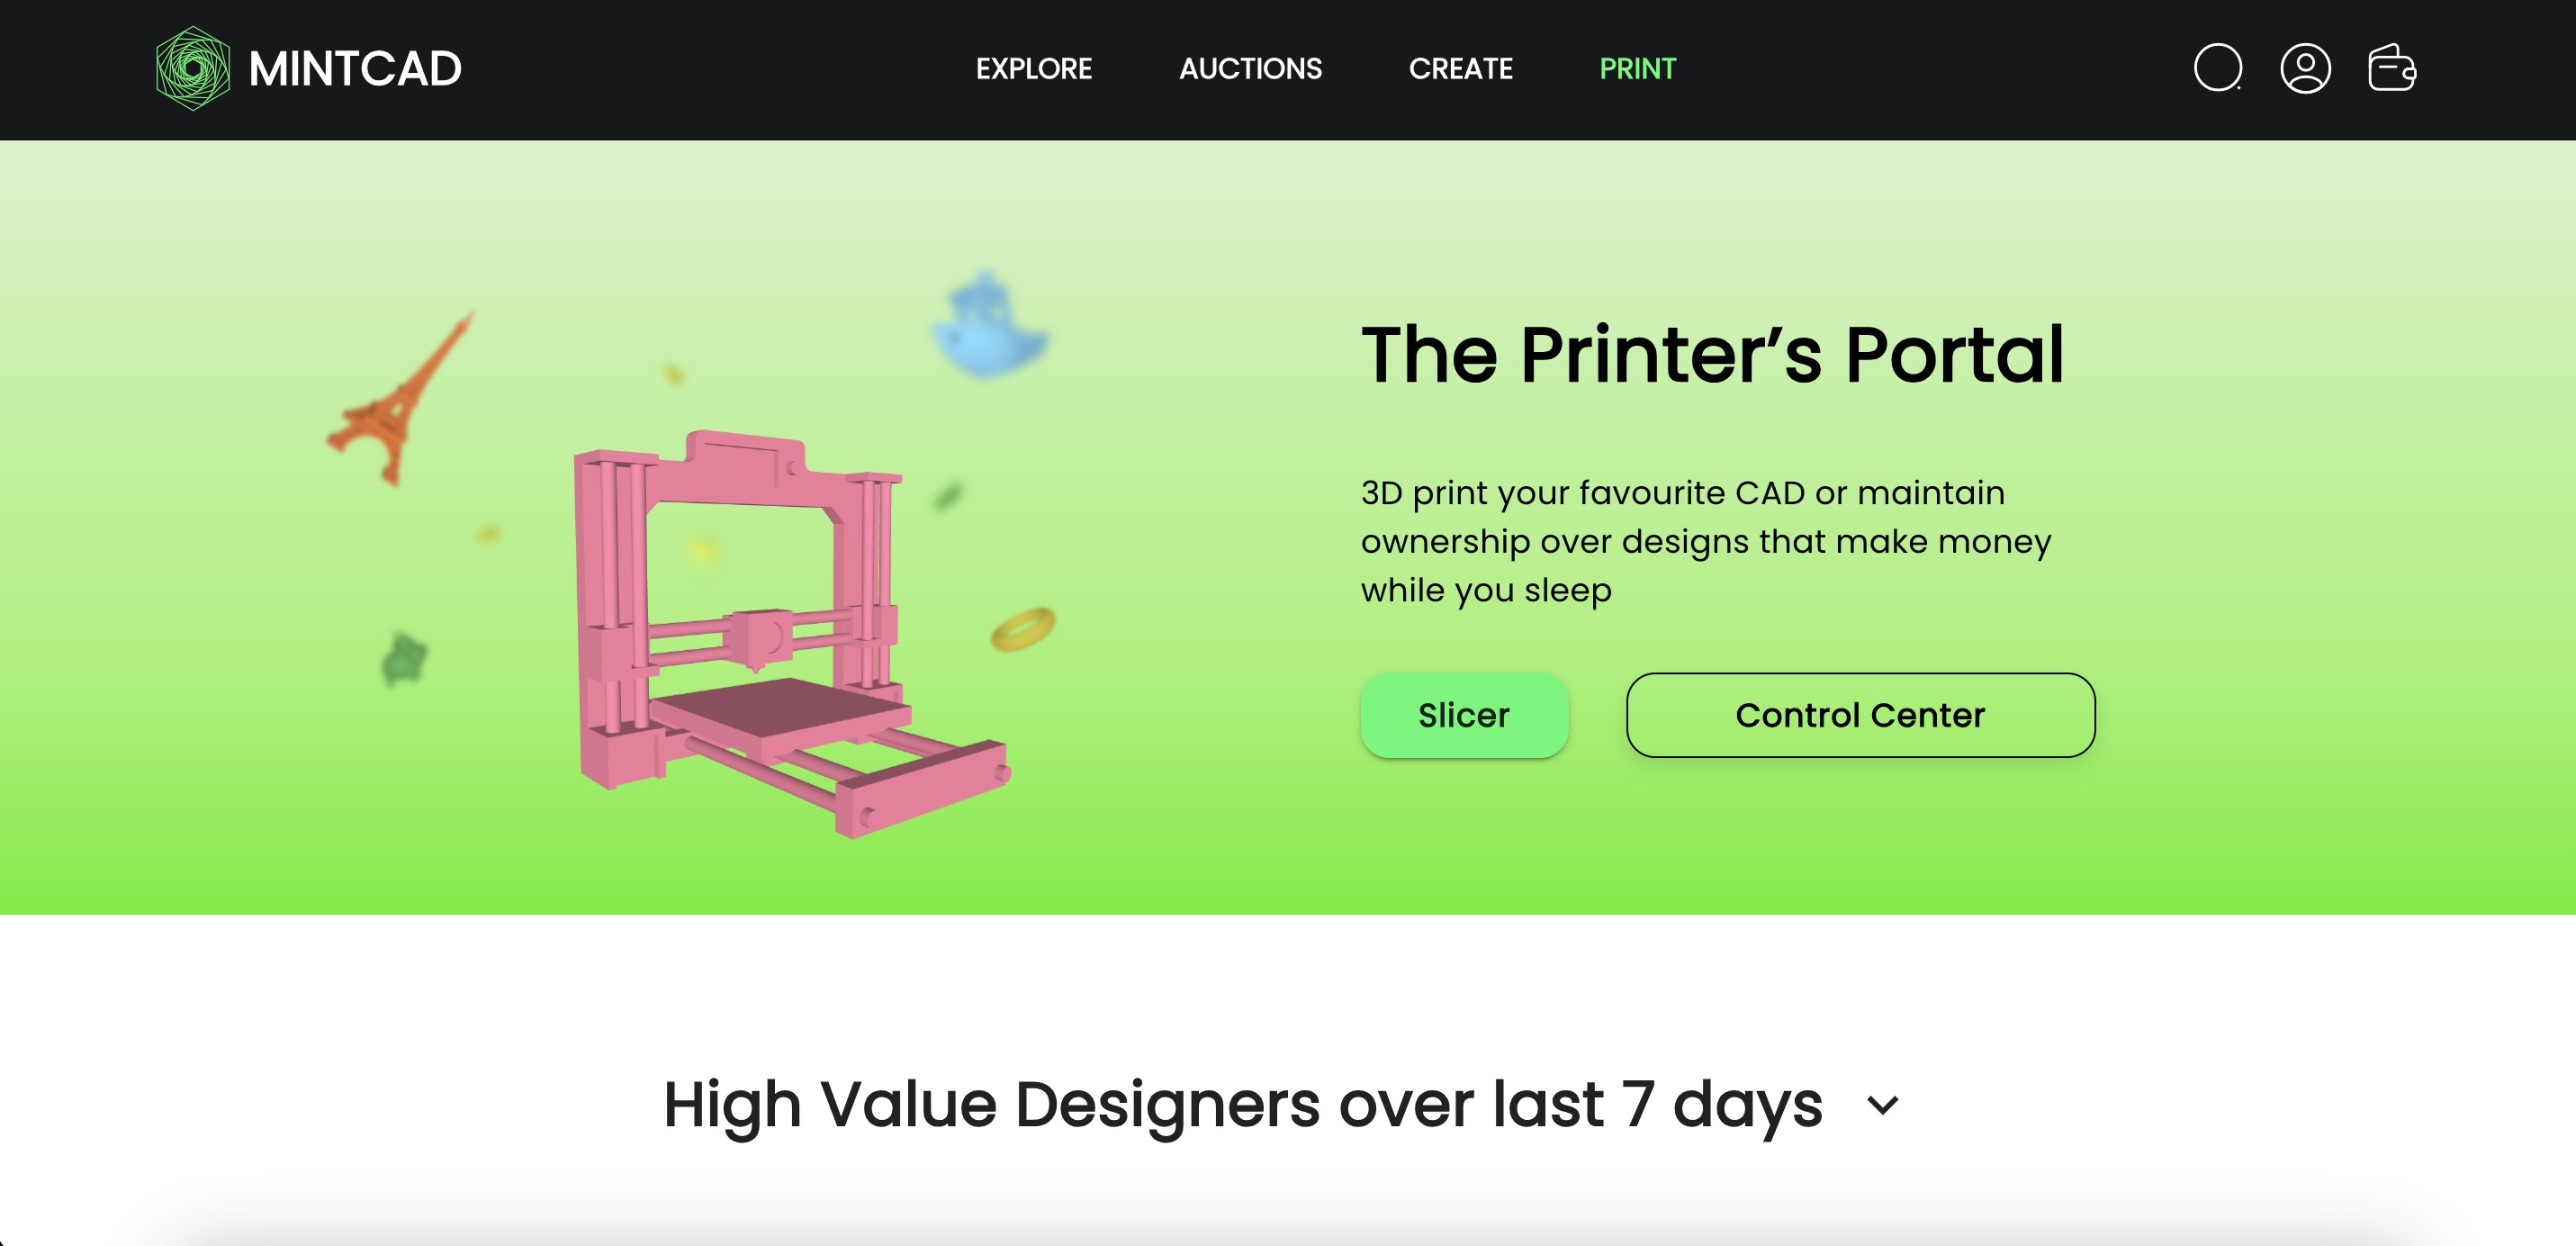 MINTCAD
EXPLORE AUCTIONS CREATE PRINT
The Printer’s Portal
3D print your favourite CAD or maintain
ownership over designs that make money
while you sleep
Slicer
Control Center
High Value Designers over last 7 days